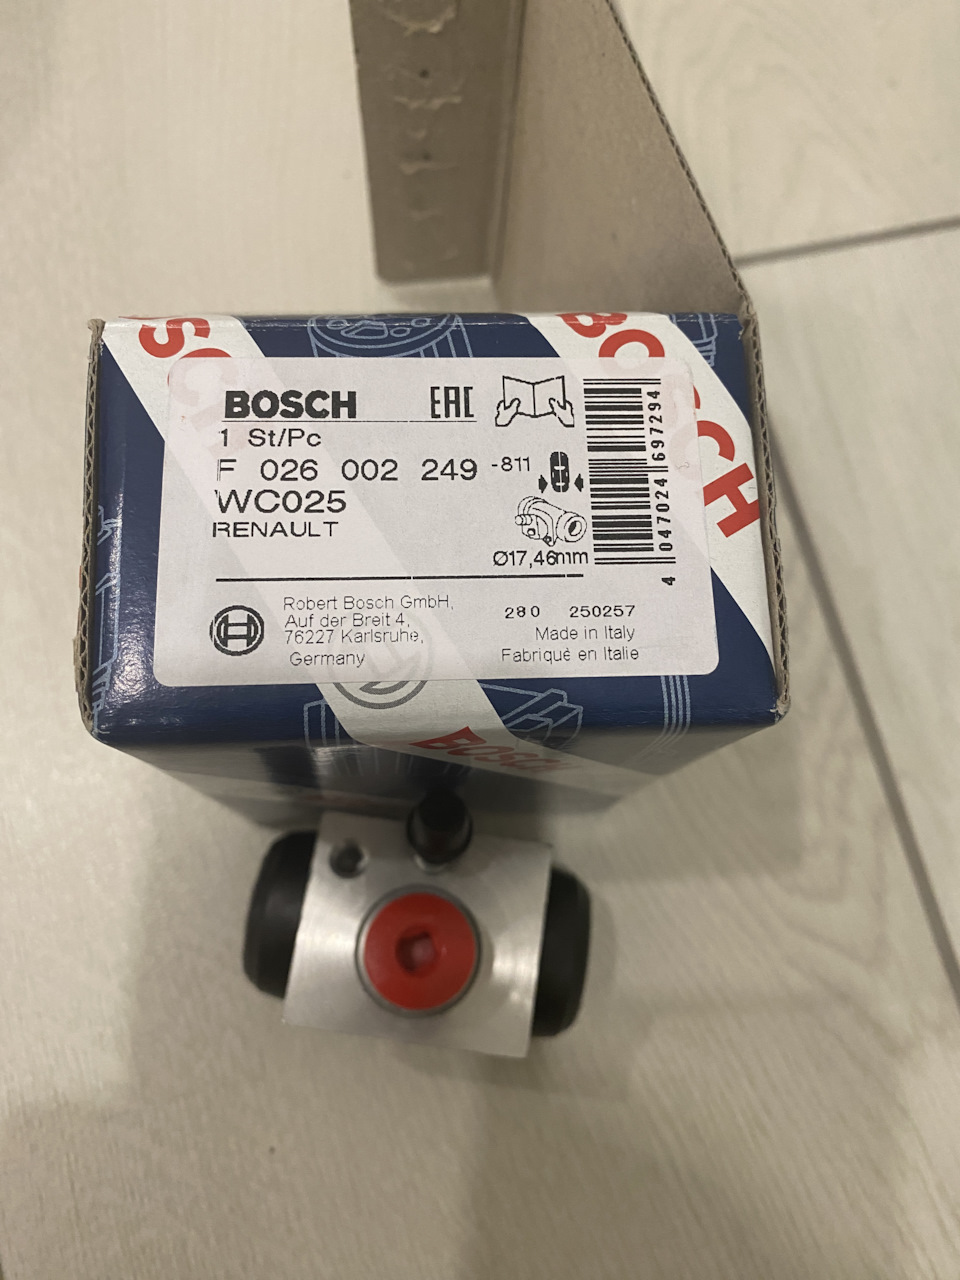 BOSCH
BOSCH EAC
1 St/Pc
F 026 002 249 -811
WC025
RENAULT
Ø17,46mm
4 047024 697294
Robert Bosch GmbH,
Auf der Breit 4,
76227 Karlsruhe,
Germany
280 250257
Made in Italy
Fabriqué en Italie
BOSCH